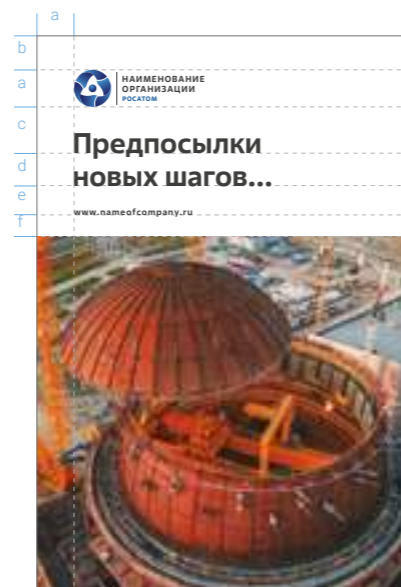 a
b
a
НАИМЕНОВАНИЕ
ОРГАНИЗАЦИИ
РОСАТОМ
c
Предпосылки
d
новых шагов...
e
www.nameofcompany.ru
f